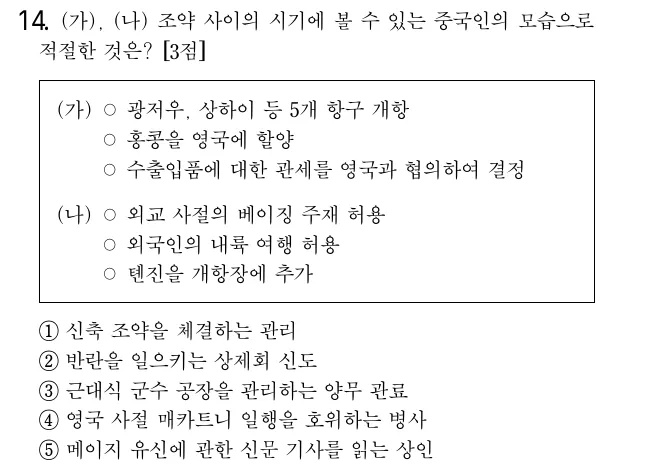 14. (가), (나) 조약 사이의 시기에 볼 수 있는 중국인의 모습으로
적절한 것은? [3점]
(가) ○ 광저우, 상하이 등 5개 항구 개항
○ 홍콩을 영국에 할양
○ 수출입품에 대한 관세를 영국과 협의하여 결정
(나) ○ 외교 사절의 베이징 주재 허용
○ 외국인의 내륙 여행 허용
○ 톈진을 개항장에 추가
① 신축 조약을 체결하는 관리
② 반란을 일으키는 상제회 신도
③ 근대식 군수 공장을 관리하는 양무 관료
④ 영국 사절 매카트니 일행을 호위하는 병사
⑤ 메이지 유신에 관한 신문 기사를 읽는 상인